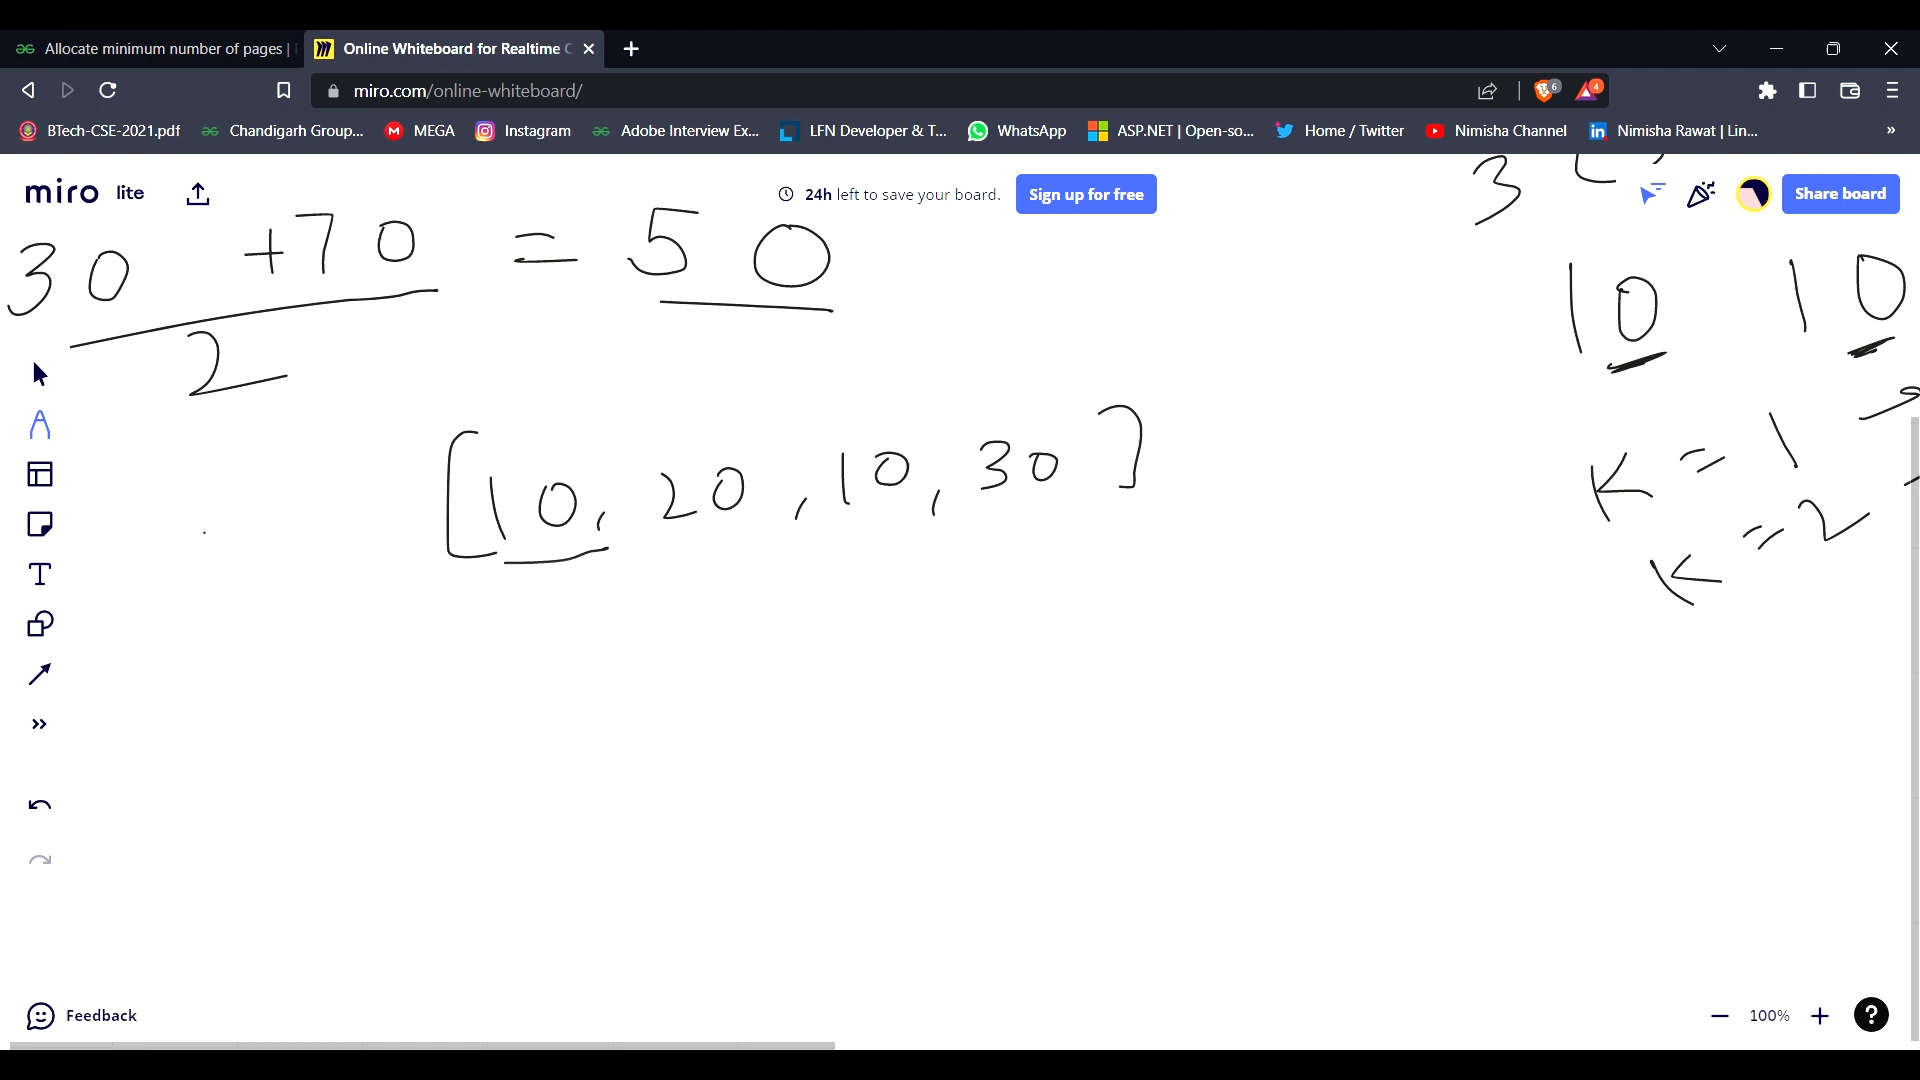 Allocate minimum number of pages |
Online Whiteboard for Realtime C
miro.com/online-whiteboard/
6
4
BTech-CSE-2021.pdf
Chandigarh Group...
MEGA
Instagram
Adobe Interview Ex...
LFN Developer & T...
WhatsApp
ASP.NET | Open-so...
Home / Twitter
Nimisha Channel
Nimisha Rawat | Lin...
»
miro lite
24h left to save your board.
Sign up for free
Share board
3
30 +70 = 50
2
10 10
[10, 20, 10, 30]
K = 1
K = 2
T
Feedback
100%
?